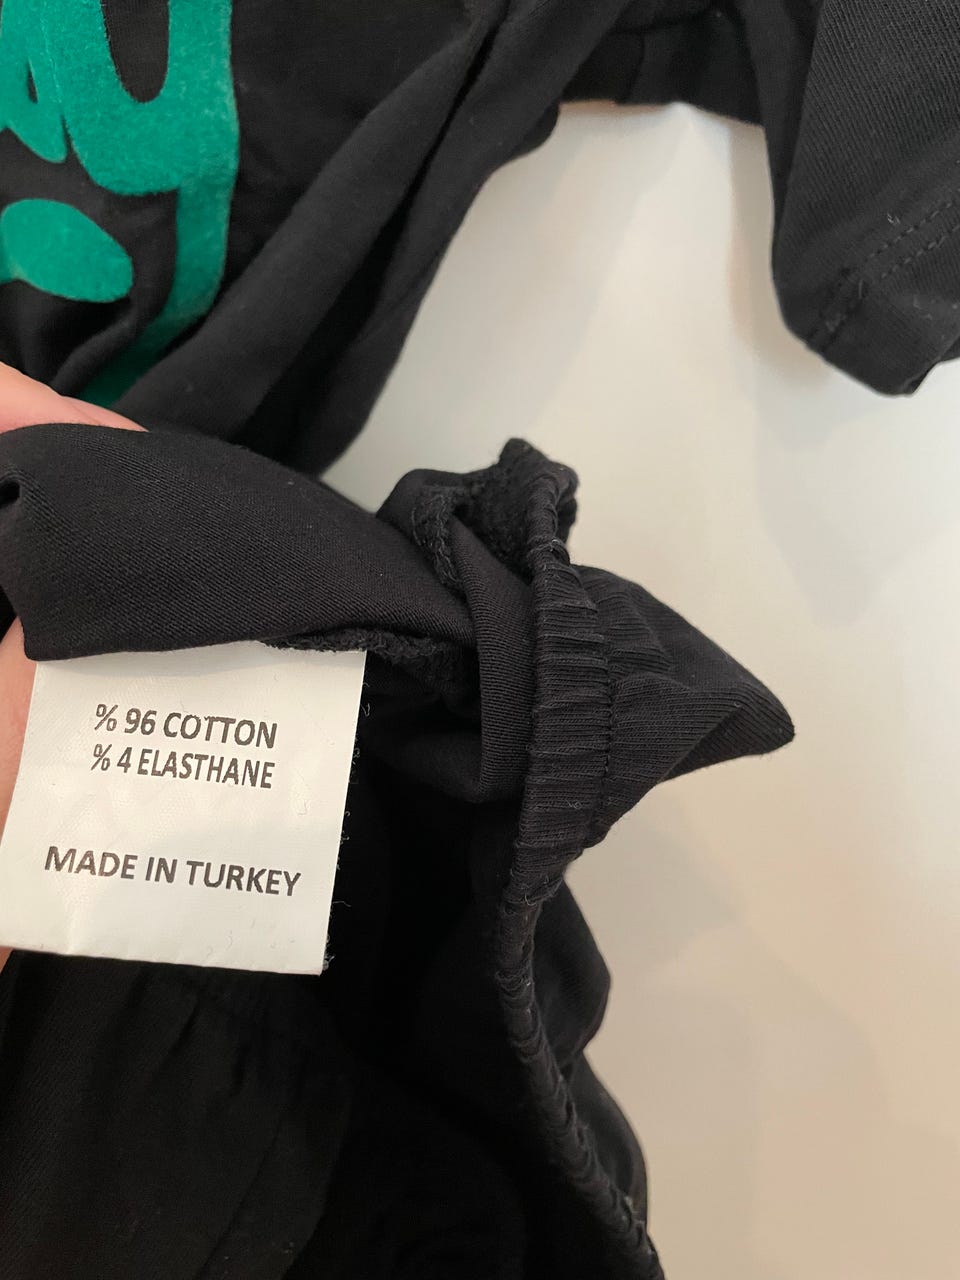 % 96 COTTON
% 4 ELASTHANE
MADE IN TURKEY